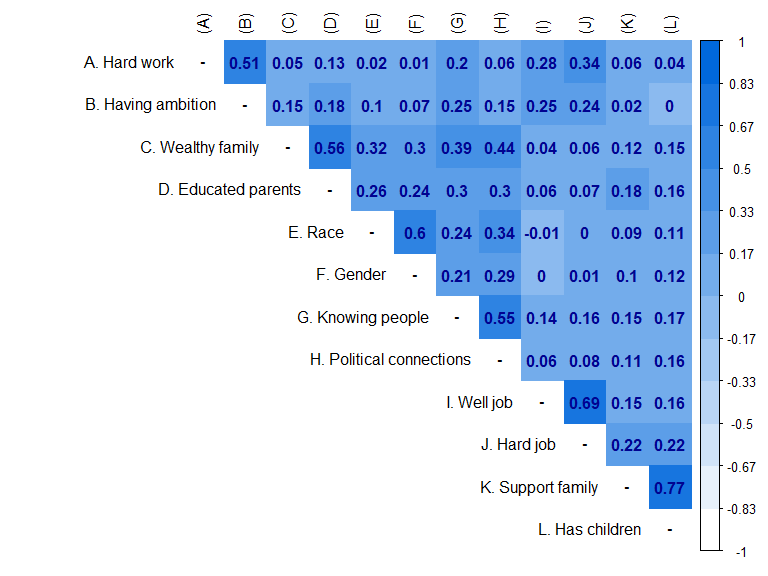 (A) (B) (C) (D) (E) (F) (G) (H) (I) (J) (K) (L)
A. Hard work - 0.51 0.05 0.13 0.02 0.01 0.2 0.06 0.28 0.34 0.06 0.04
B. Having ambition - 0.15 0.18 0.1 0.07 0.25 0.15 0.25 0.24 0.02 0
C. Wealthy family - 0.56 0.32 0.3 0.39 0.44 0.04 0.06 0.12 0.15
D. Educated parents - 0.26 0.24 0.3 0.3 0.06 0.07 0.18 0.16
E. Race - 0.6 0.24 0.34 -0.01 0 0.09 0.11
F. Gender - 0.21 0.29 0 0.01 0.1 0.12
G. Knowing people - 0.55 0.14 0.16 0.15 0.17
H. Political connections - 0.06 0.08 0.11 0.16
I. Well job - 0.69 0.15 0.16
J. Hard job - 0.22 0.22
K. Support family - 0.77
L. Has children -
1
0.83
0.67
0.5
0.33
0.17
0
-0.17
-0.33
-0.5
-0.67
-0.83
-1